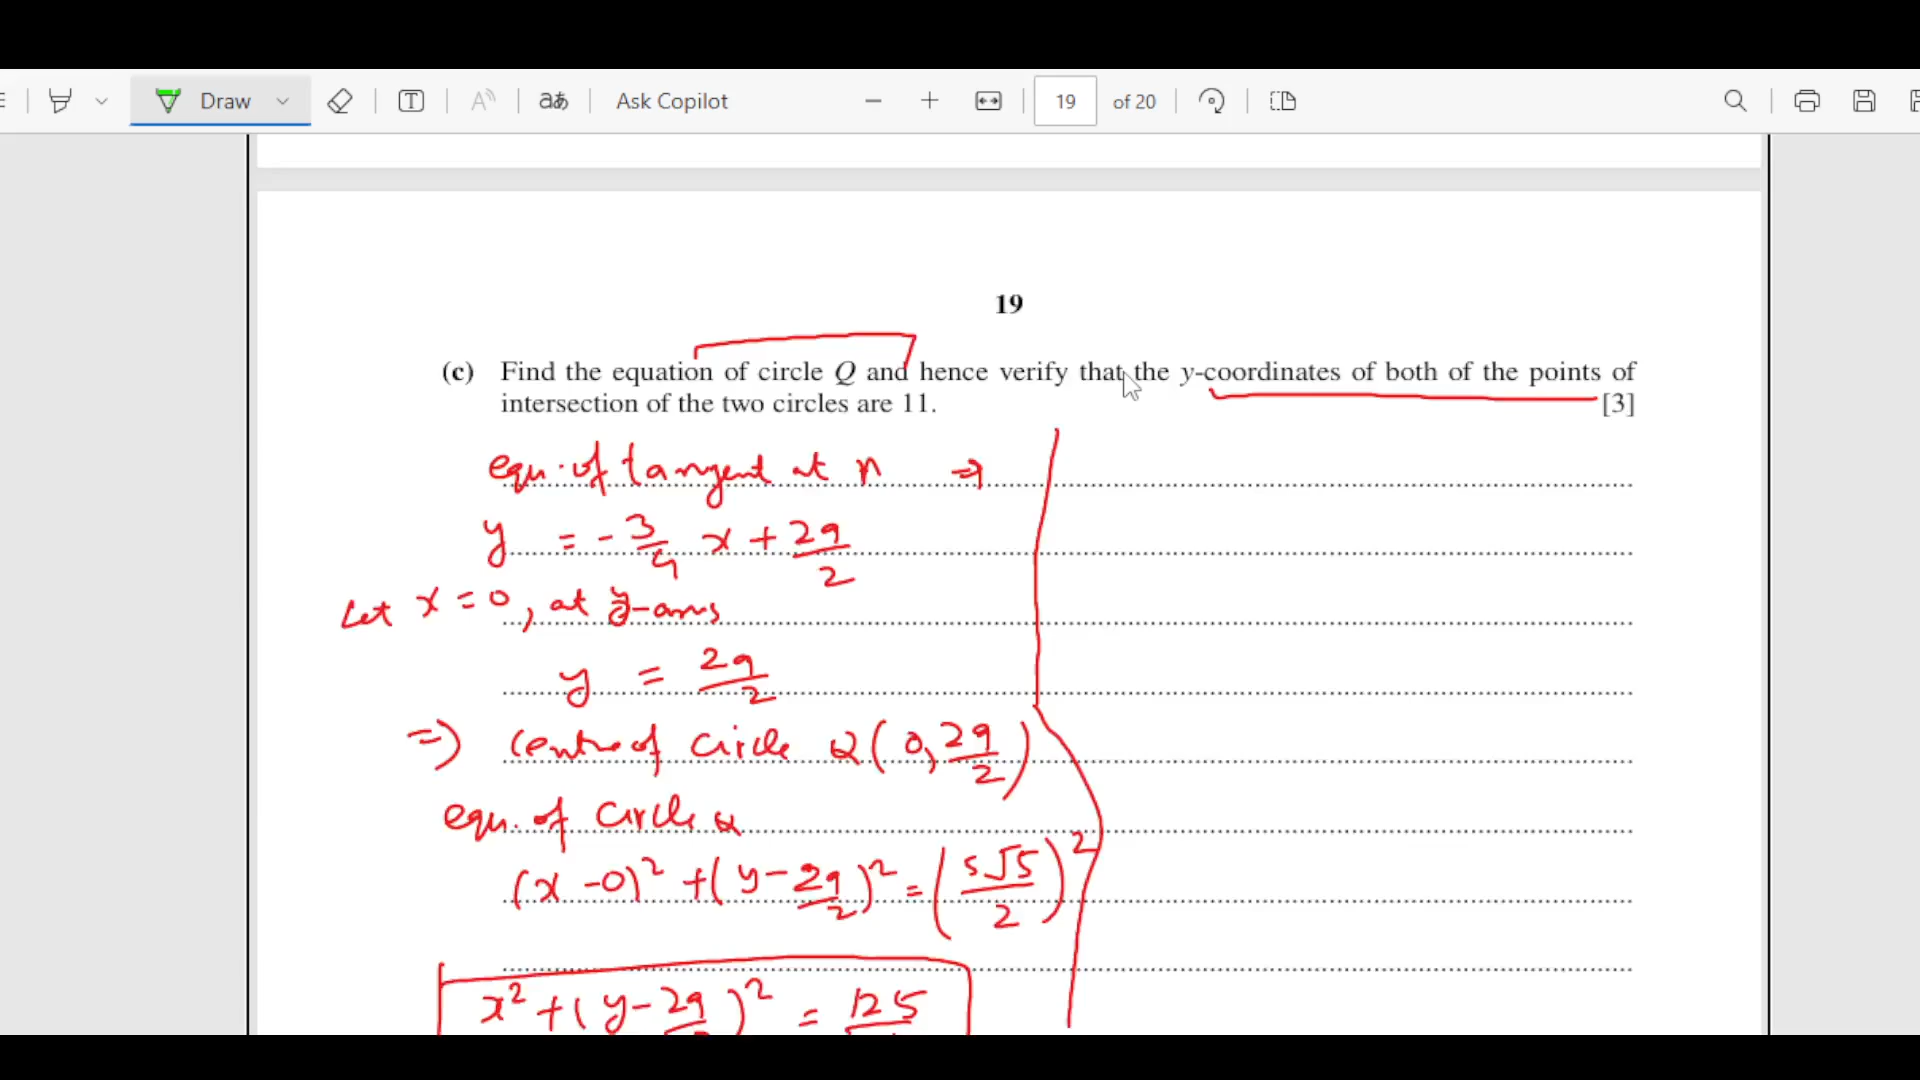 Draw
T
A
aあ
Ask Copilot
19
of 20
19
(c) Find the equation of circle Q and hence verify that the y-coordinates of both of the points of
intersection of the two circles are 11. [3]
equ. of tangent at n ⇒
y = -3/4 x + 29/2
Let x = 0, at y-axis
y = 29/2
⇒) Centre of circle Q (0, 29/2)
equ. of Circle Q
(x - 0)² + (y - 29/2)² = (5√5/2)²
x² + (y - 29/2)² = 125